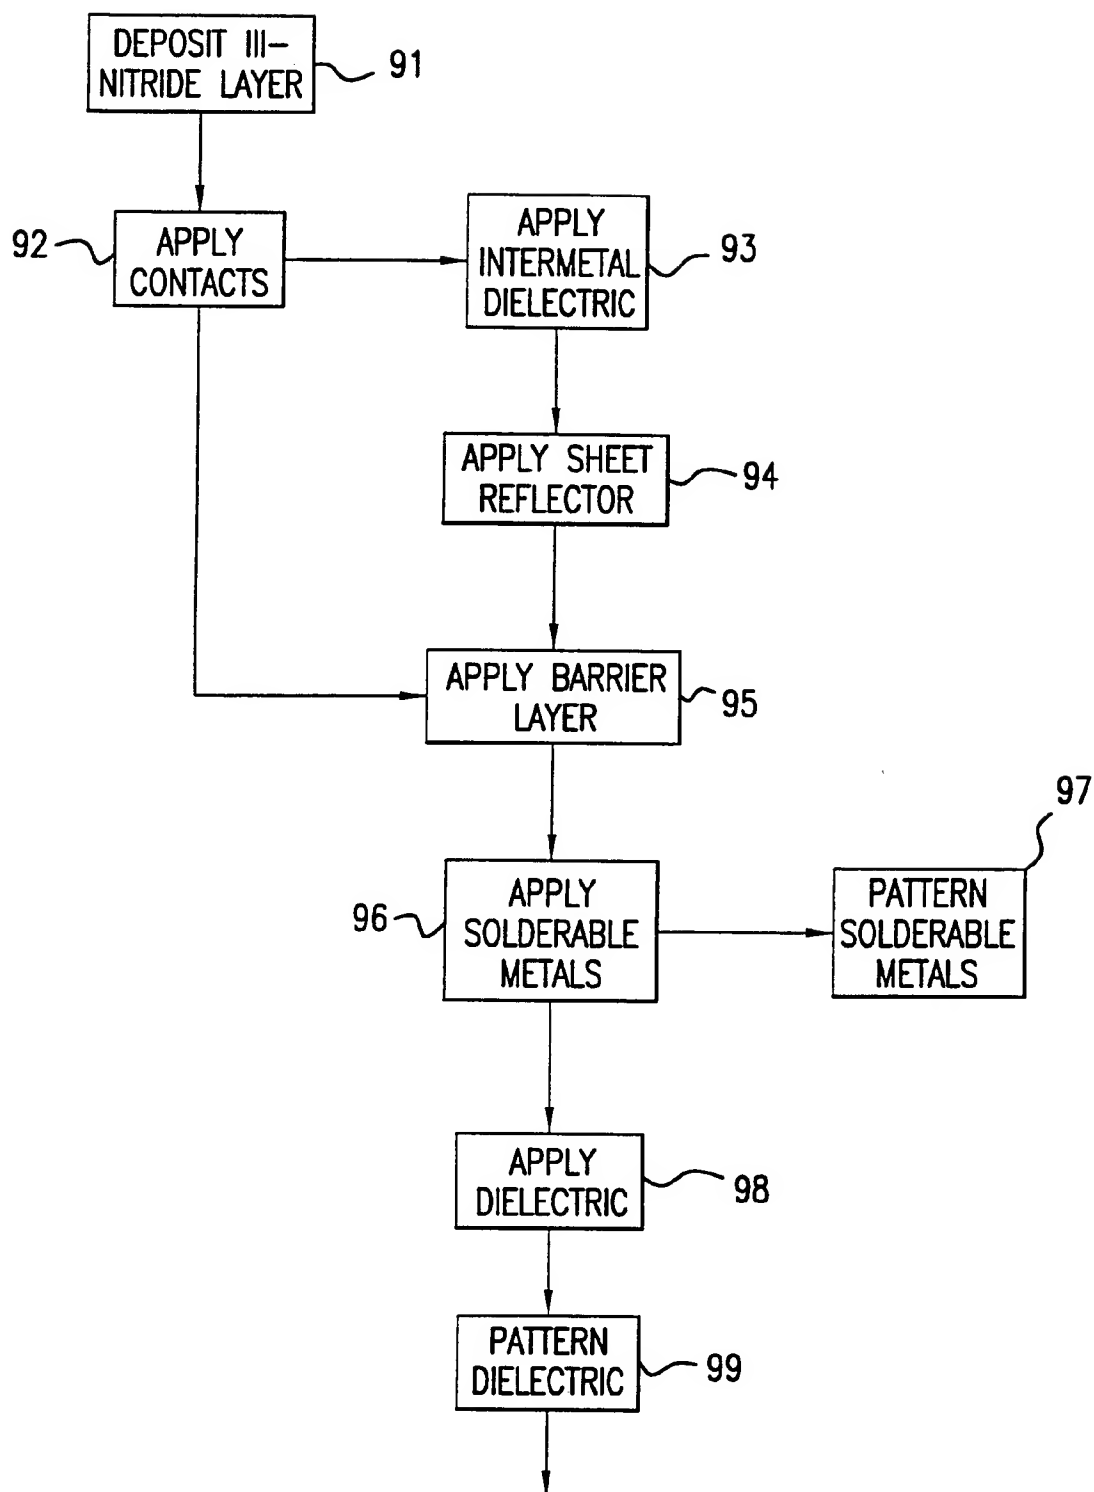 DEPOSIT III-
NITRIDE LAYER
91
92
APPLY
CONTACTS
APPLY
INTERMETAL
DIELECTRIC
93
APPLY SHEET
REFLECTOR
94
APPLY BARRIER
LAYER
95
96
APPLY
SOLDERABLE
METALS
97
PATTERN
SOLDERABLE
METALS
APPLY
DIELECTRIC
98
PATTERN
DIELECTRIC
99